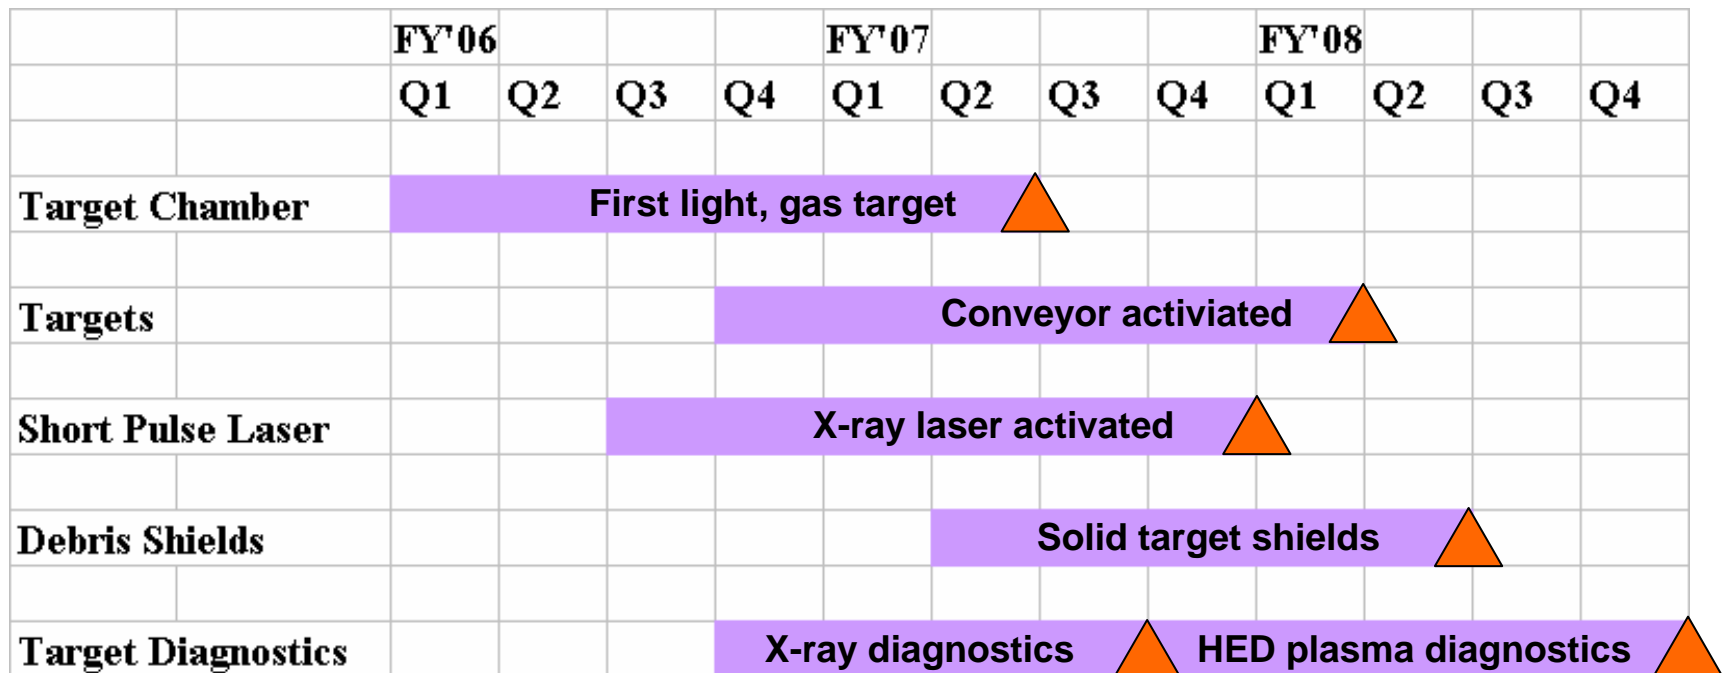 FY'06 FY'07 FY'08
Q1 Q2 Q3 Q4 Q1 Q2 Q3 Q4 Q1 Q2 Q3 Q4
Target Chamber First light, gas target
Targets Conveyor activiated
Short Pulse Laser X-ray laser activated
Debris Shields Solid target shields
Target Diagnostics X-ray diagnostics HED plasma diagnostics